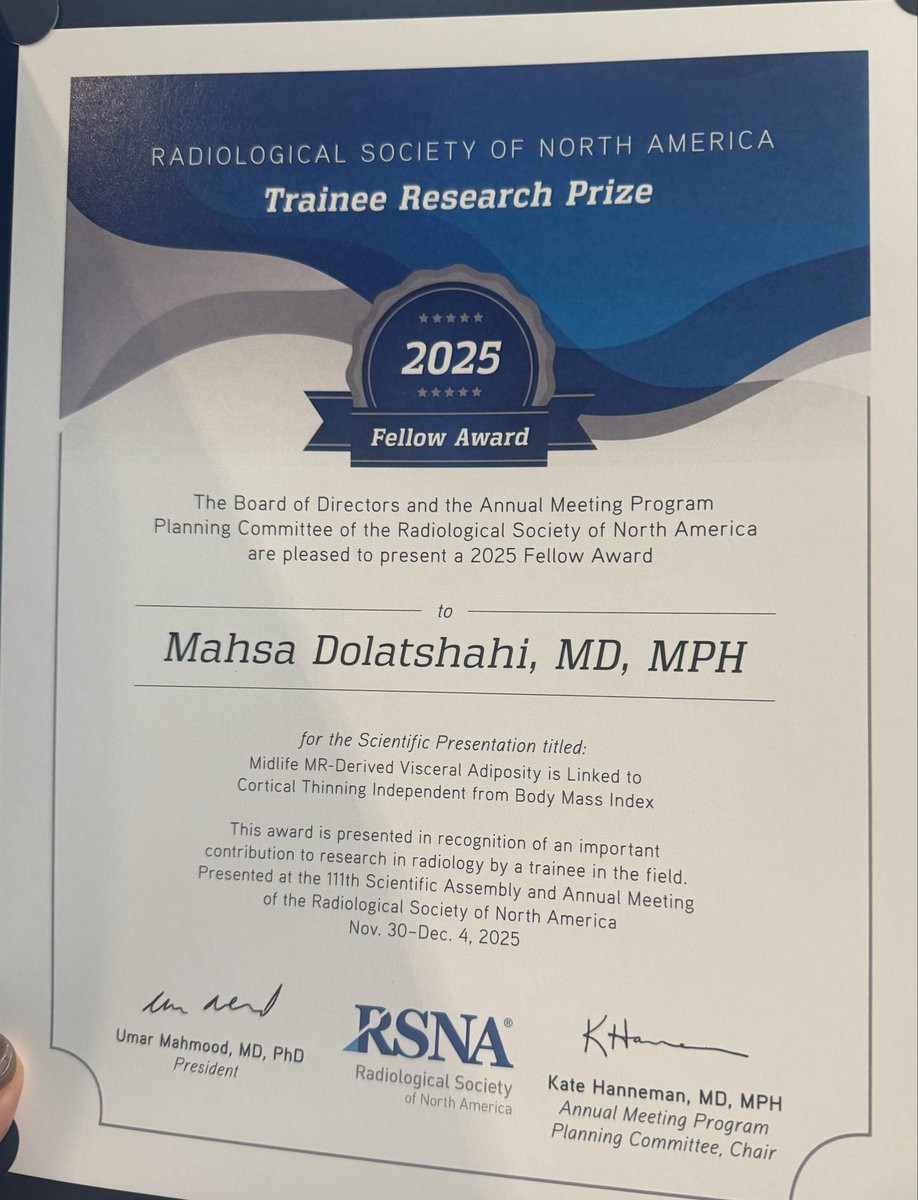 RADIOLOGICAL SOCIETY OF NORTH AMERICA
Trainee Research Prize
2025
Fellow Award
The Board of Directors and the Annual Meeting Program
Planning Committee of the Radiological Society of North America
are pleased to present a 2025 Fellow Award
to
Mahsa Dolatshahi, MD, MPH
for the Scientific Presentation titled:
Midlife MR-Derived Visceral Adiposity is Linked to
Cortical Thinning Independent from Body Mass Index
This award is presented in recognition of an important
contribution to research in radiology by a trainee in the field.
Presented at the 111th Scientific Assembly and Annual Meeting
of the Radiological Society of North America
Nov. 30–Dec. 4, 2025
Umar Mahmood, MD, PhD
President
RSNA®
Radiological Society
of North America
KHanneman
Kate Hanneman, MD, MPH
Annual Meeting Program
Planning Committee, Chair